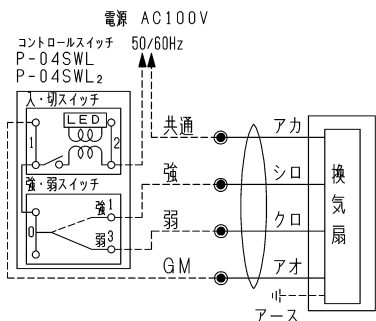 電源 AC100V
50/60Hz
コントロールスイッチ
P-04SWL
P-04SWL₂
入・切スイッチ
LED
1
2
強・弱スイッチ
強1
0
弱3
共通
強
弱
GM
アカ
シロ
クロ
アオ
換気扇
アース